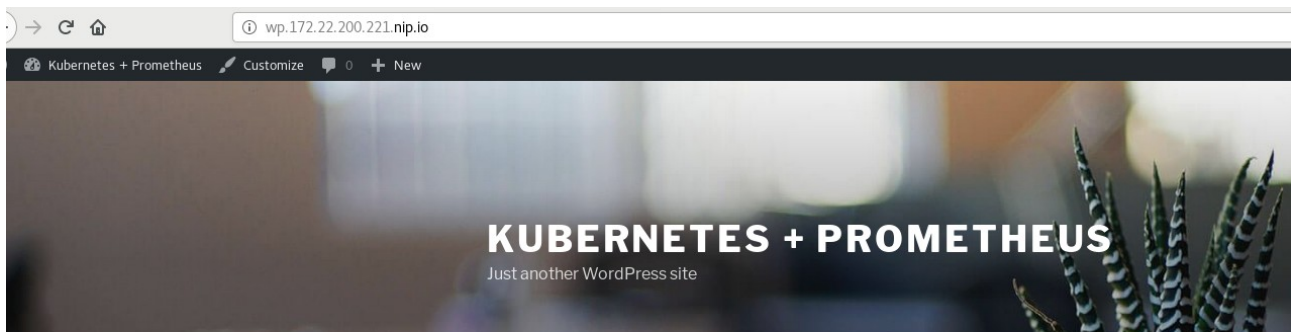 wp.172.22.200.221.nip.io
Kubernetes + Prometheus Customize 0 New
KUBERNETES + PROMETHEUS
Just another WordPress site